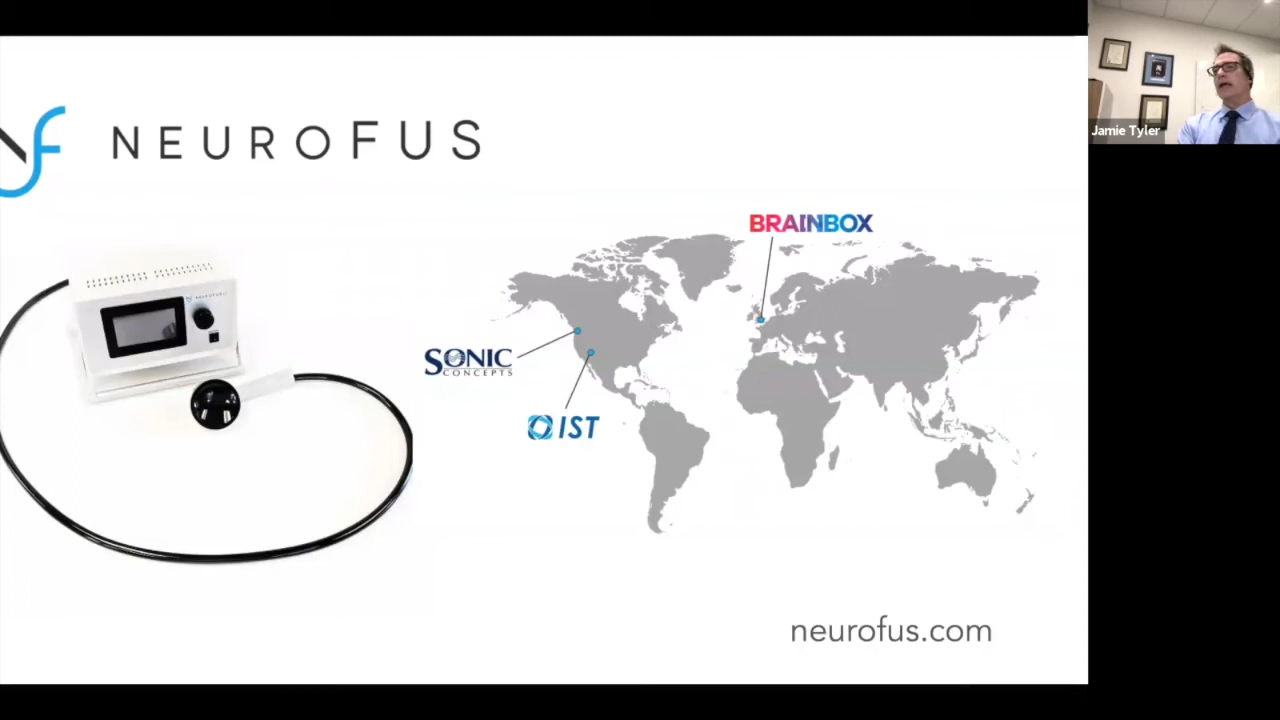 NEUROFUS
Jamie Tyler
BRAINBOX
SONIC
CONCEPTS
IST
neurofus.com